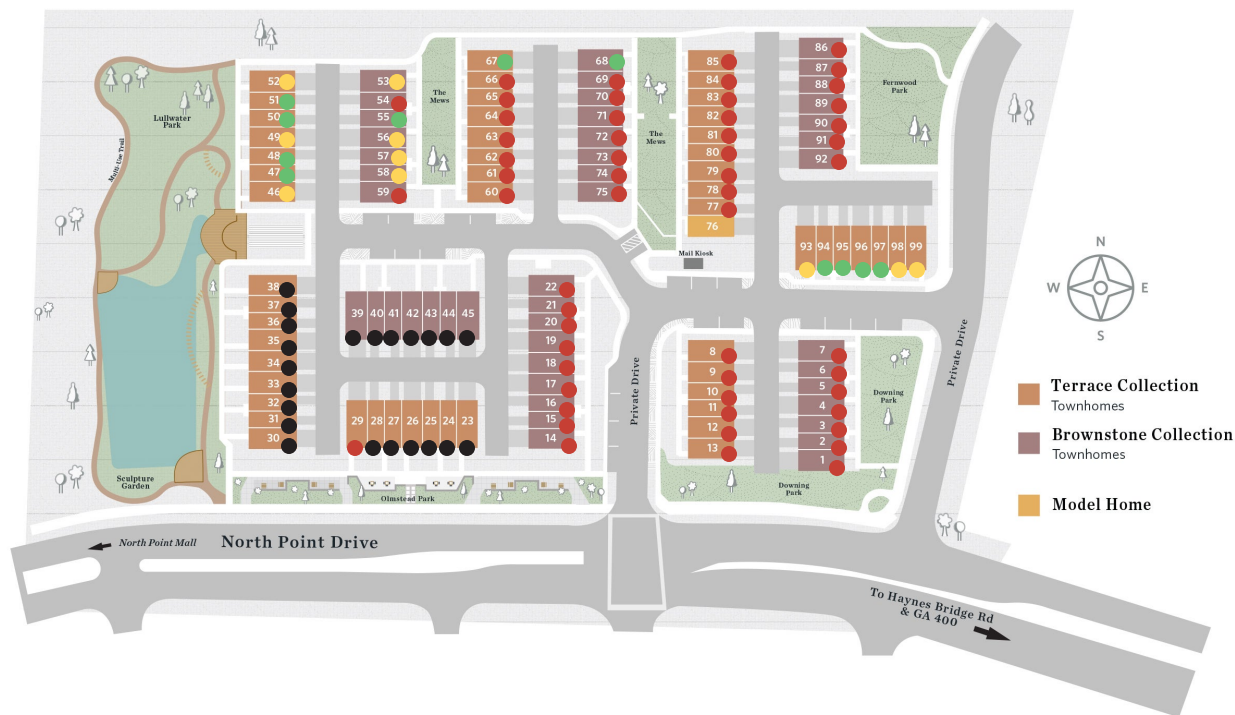 52
51
50
49
48
47
46
53
54
55
56
57
58
59
The
Mews
67
66
65
64
63
62
61
60
68
69
70
71
72
73
74
75
The
Mews
85
84
83
82
81
80
79
78
77
76
86
87
88
89
90
91
92
Fernwood
Park
Lullwater
Park
Multi-Use Trail
Mail Kiosk
93 94 95 96 97 98 99
N
W E
S
38
37
36
35
34
33
32
31
30
39 40 41 42 43 44 45
29 28 27 26 25 24 23
22
21
20
19
18
17
16
15
14
Private Drive
8
9
10
11
12
13
7
6
5
4
3
2
1
Downing
Park
Downing
Park
Private Drive
Terrace Collection
Townhomes
Brownstone Collection
Townhomes
Model Home
Sculpture
Garden
Olmstead Park
North Point Mall
North Point Drive
To Haynes Bridge Rd
& GA 400